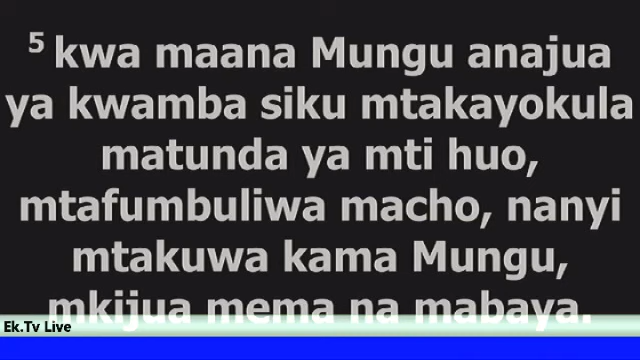 5 kwa maana Mungu anajua
ya kwamba siku mtakayokula
matunda ya mti huo,
mtafumbuliwa macho, nanyi
mtakuwa kama Mungu,
mkijua mema na mabaya.
Ek.Tv Live